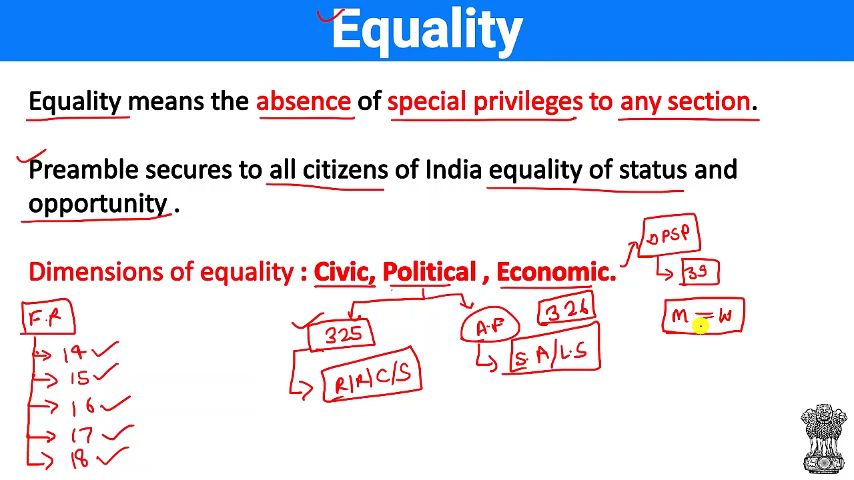 Equality
Equality means the absence of special privileges to any section.
Preamble secures to all citizens of India equality of status and
opportunity .
Dimensions of equality : Civic, Political , Economic.
DPSP
39
M = W
F.R
14
15
16
17
18
325
R/R/C/S
A.F
326
S.A/L.S